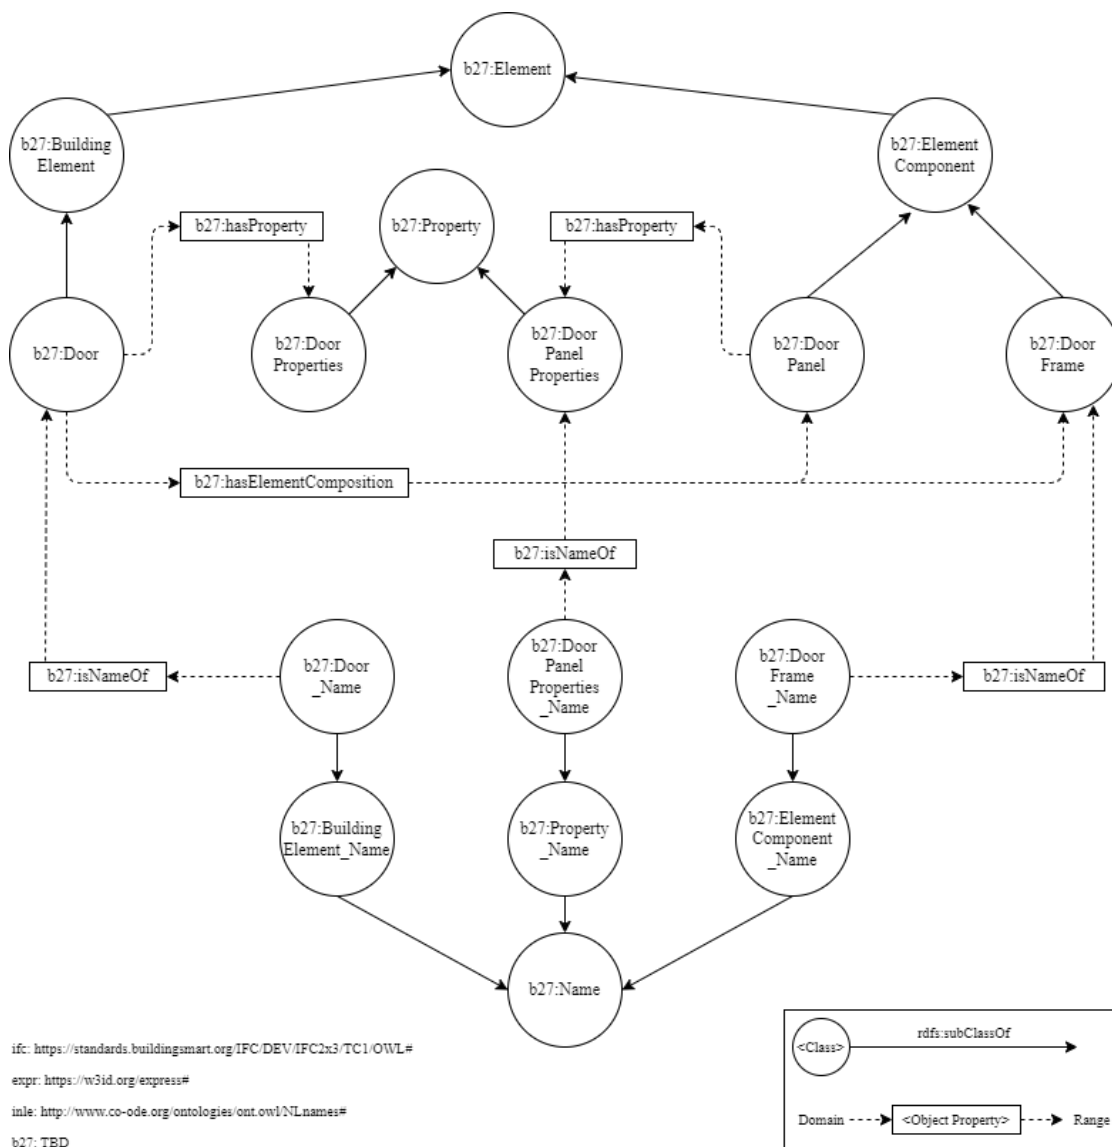 b27:Element
b27:Building
Element
b27:Element
Component
b27:hasProperty
b27:Property
b27:hasProperty
b27:Door
b27:Door
Properties
b27:Door
Panel
Properties
b27:Door
Panel
b27:Door
Frame
b27:hasElementComposition
b27:isNameOf
b27:Door
_Name
b27:Door
Panel
Properties
_Name
b27:Door
Frame
_Name
b27:isNameOf
b27:isNameOf
b27:Building
Element_Name
b27:Property
_Name
b27:Element
Component
_Name
b27:Name
ifc: https://standards.buildingsmart.org/IFC/DEV/IFC2x3/TC1/OWL#
expr: https://w3id.org/express#
inle: http://www.co-ode.org/ontologies/ont.owl/NLnames#
b27: TBD
<Class>
rdfs:subClassOf
Domain
<Object Property>
Range